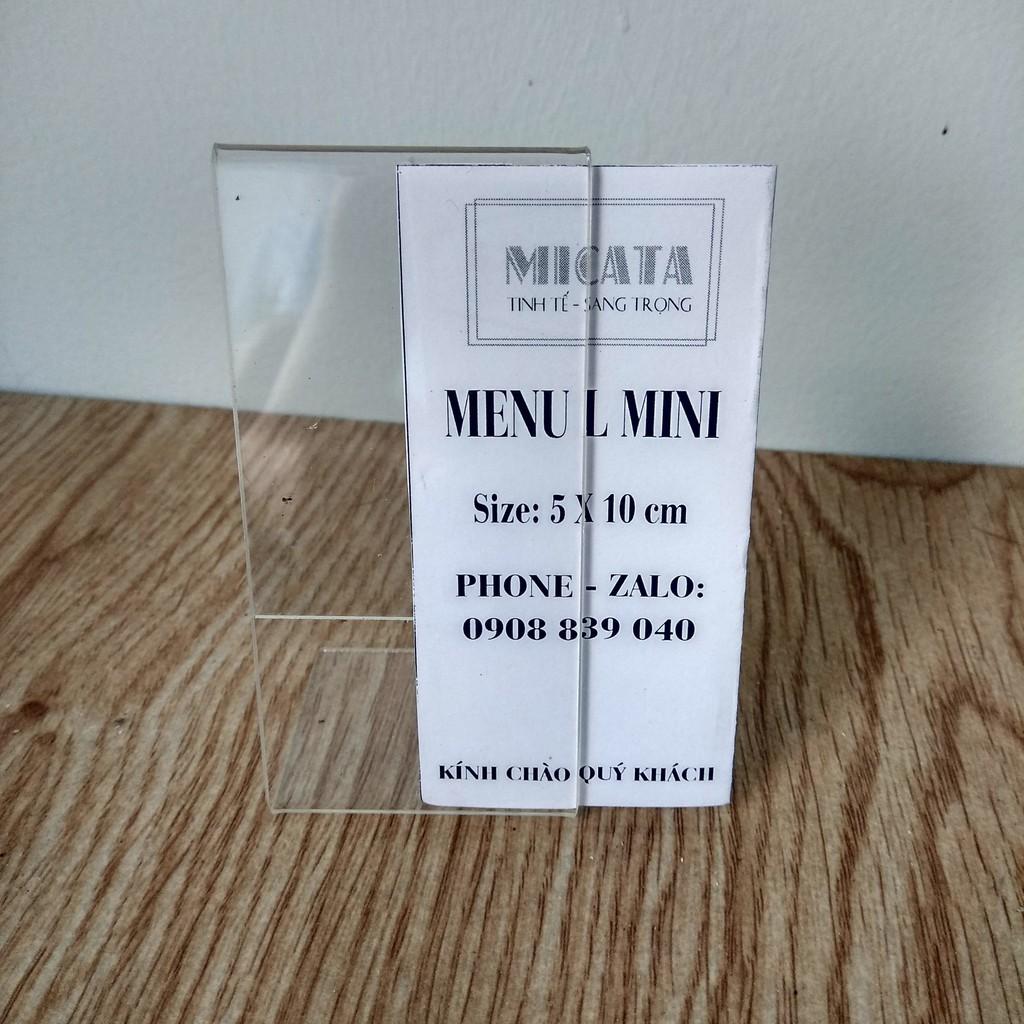 MICATA
TINH TẾ - SANG TRỌNG
MENU L MINI
Size: 5 X 10 cm
PHONE - ZALO:
0908 839 040
KÍNH CHÀO QUÝ KHÁCH